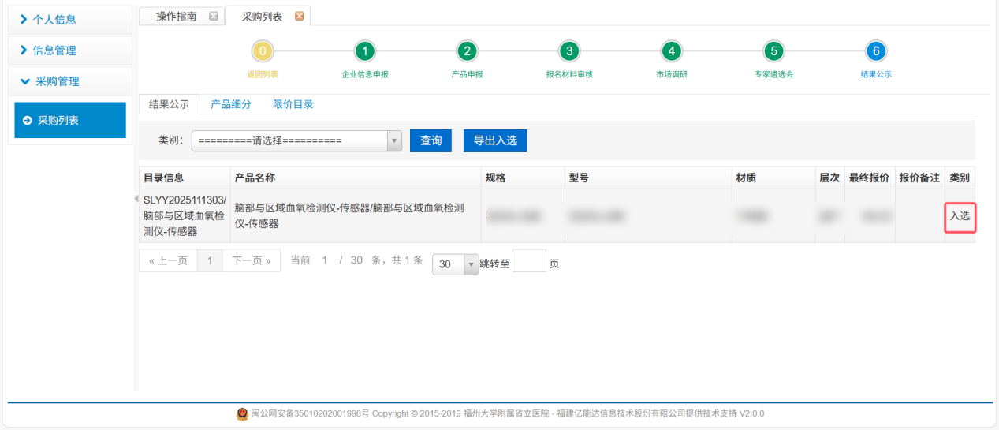 个人信息
信息管理
采购管理
采购列表
操作指南
采购列表
0
1
2
3
4
5
6
返回列表
企业信息申报
产品申报
报名材料审核
市场调研
专家遴选会
结果公示
结果公示
产品细分
限价目录
类别：
=========请选择==========
查询
导出入选
目录信息
产品名称
规格
型号
材质
层次
最终报价
报价备注
类别
SLYY2025111303/
脑部与区域血氧检
测仪-传感器
脑部与区域血氧检测仪-传感器/脑部与区域血氧检测
仪-传感器
入选
« 上一页 1 下一页 » 当前 1 / 30 条，共 1 条 30 跳转至 页
闽公网安备35010202001998号 Copyright © 2015-2019 福州大学附属省立医院 - 福建亿能达信息技术股份有限公司提供技术支持 V2.0.0